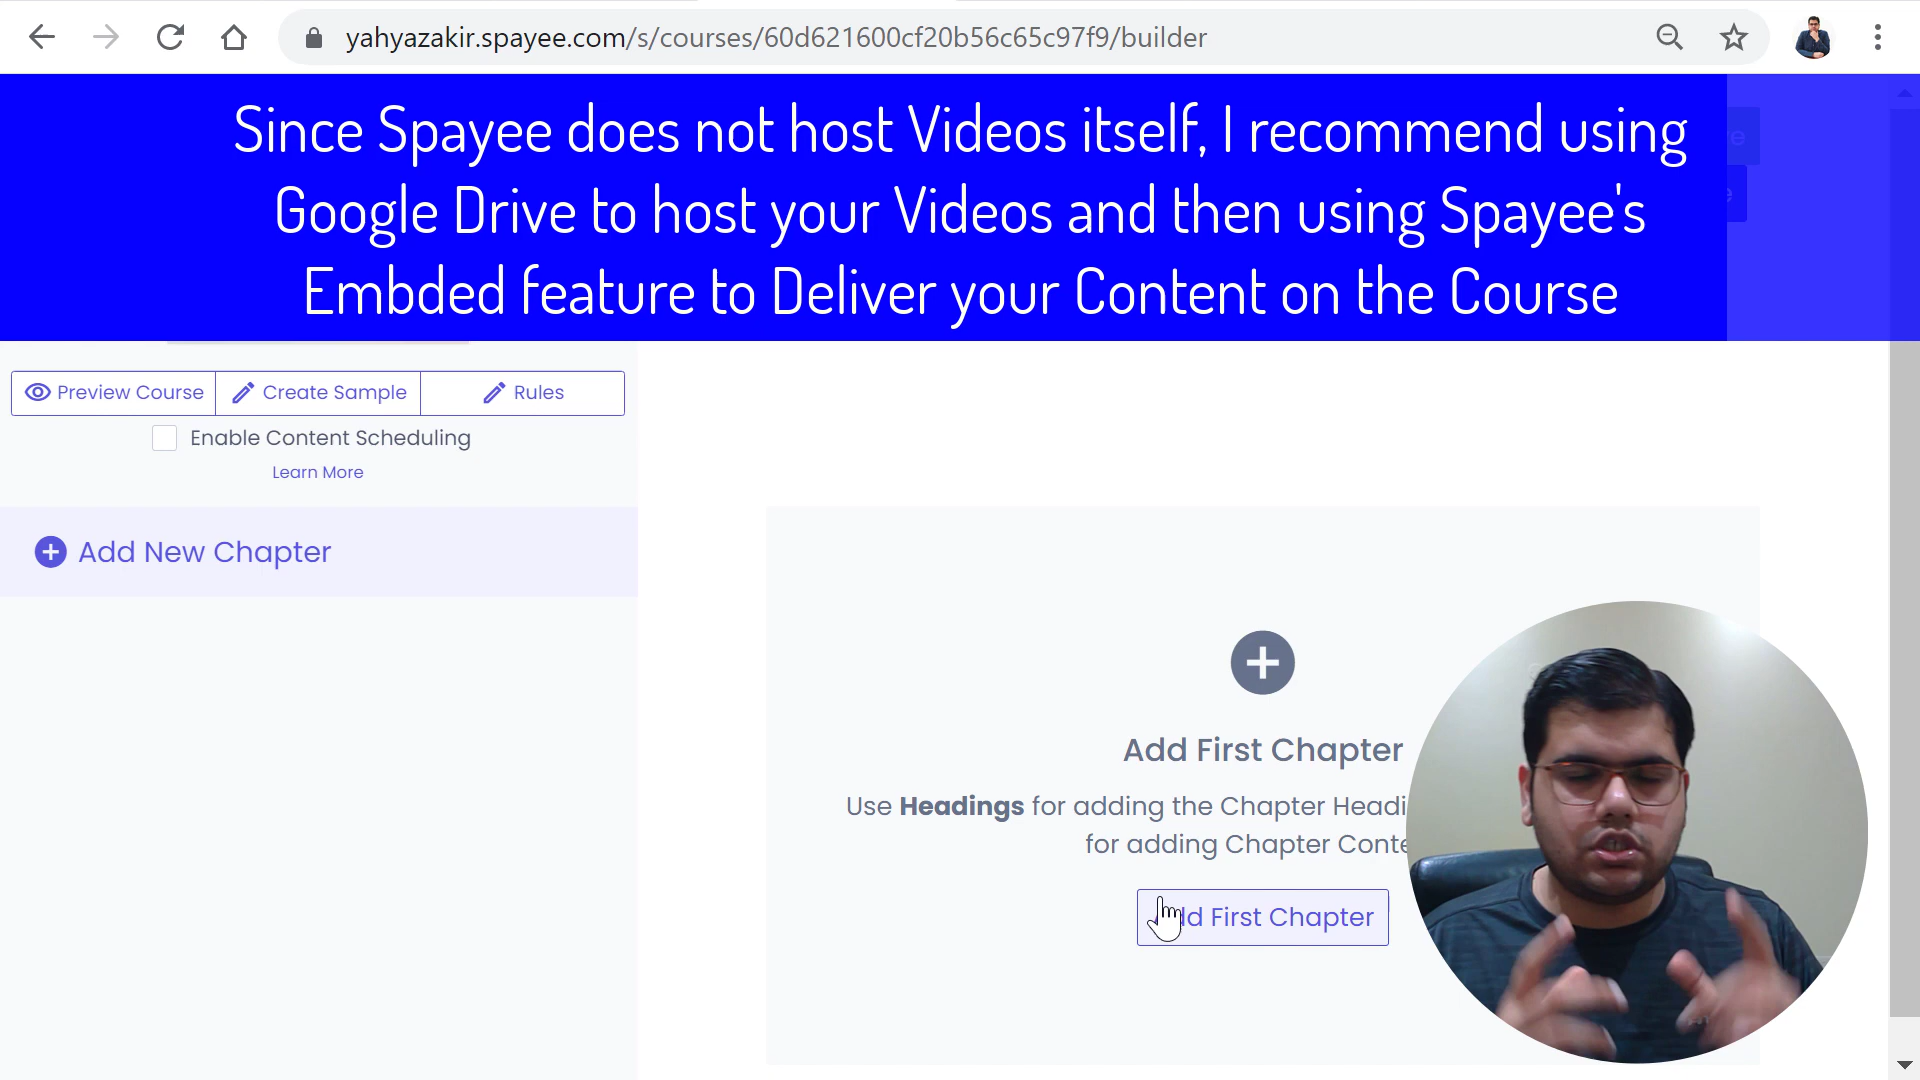 yahyazakir.spayee.com/s/courses/60d621600cf20b56c65c97f9/builder
Since Spayee does not host Videos itself, I recommend using
Google Drive to host your Videos and then using Spayee's
Embded feature to Deliver your Content on the Course
Preview Course
Create Sample
Rules
Enable Content Scheduling
Learn More
Add New Chapter
Add First Chapter
Use Headings for adding the Chapter Headi
for adding Chapter Conte
Add First Chapter